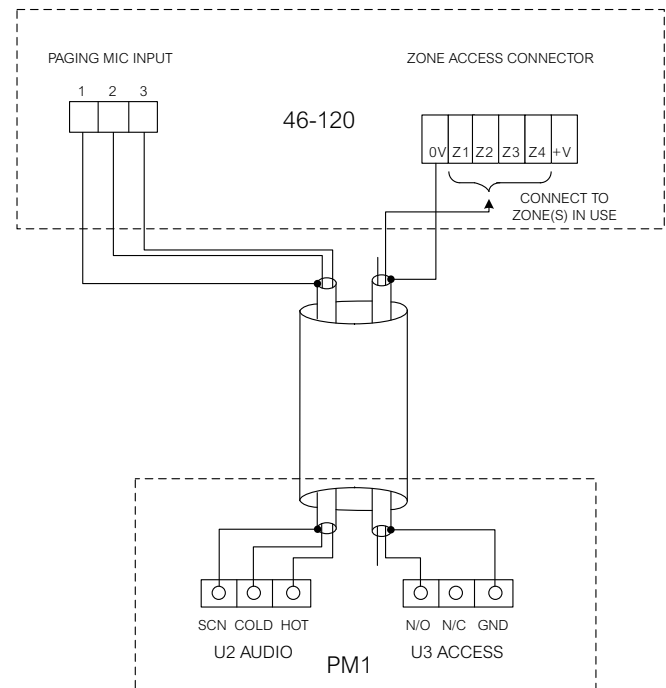 PAGING MIC INPUT
ZONE ACCESS CONNECTOR
1 2 3
46-120
0V Z1 Z2 Z3 Z4 +V
CONNECT TO
ZONE(S) IN USE
SCN COLD HOT
N/O N/C GND
U2 AUDIO
U3 ACCESS
PM1